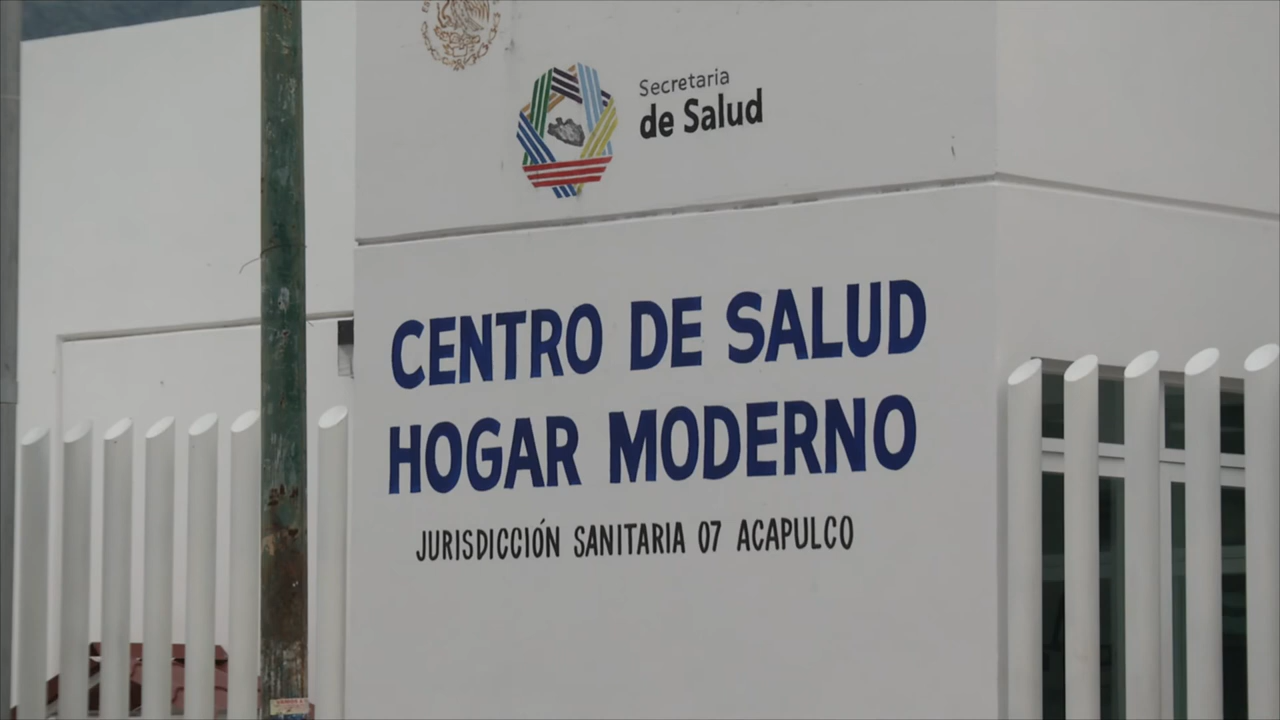 Secretaria
de Salud
CENTRO DE SALUD
HOGAR MODERNO
JURISDICCIÓN SANITARIA 07 ACAPULCO